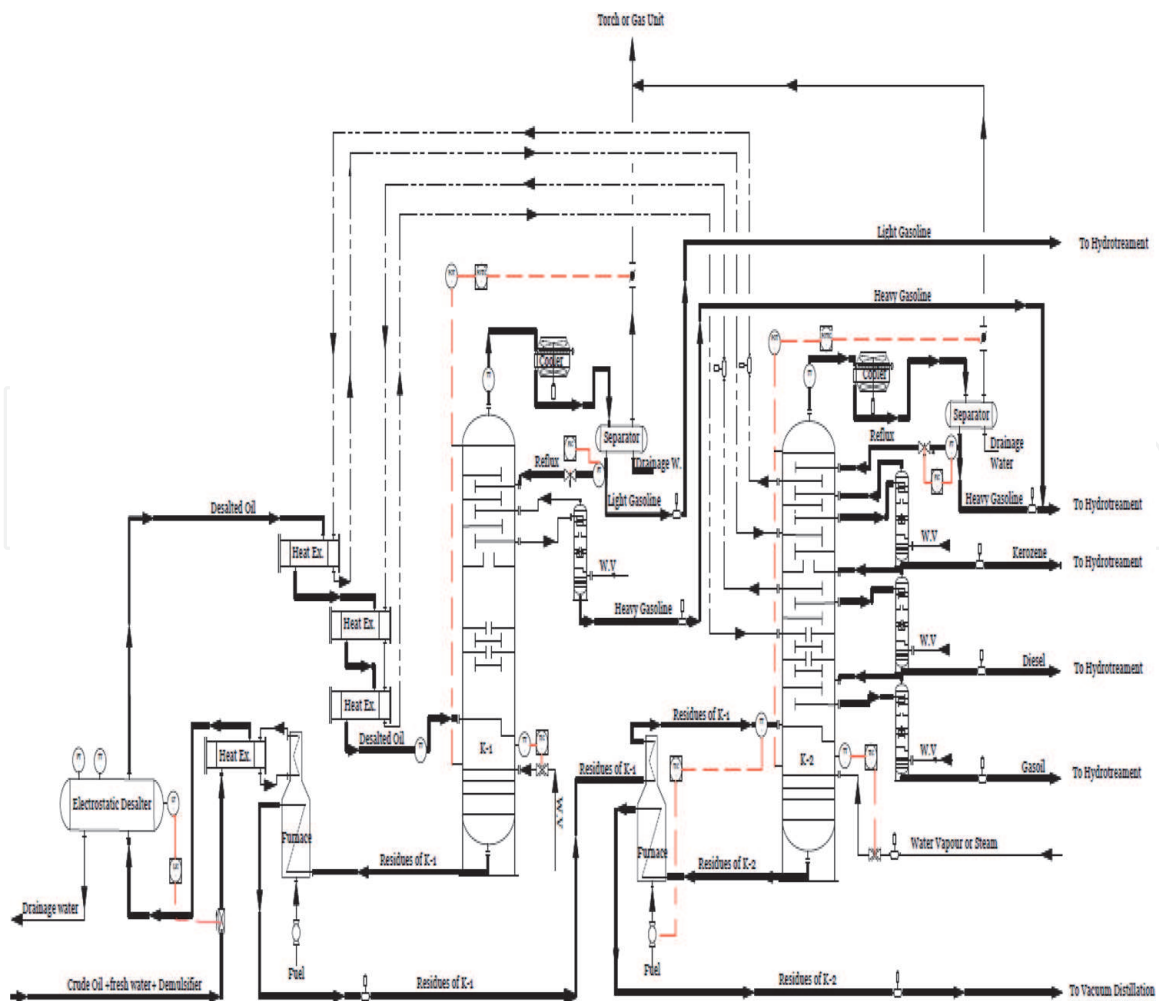 Torch or Gas Unit
Light Gasoline
To Hydrotreament
Heavy Gasoline
Cooler
Cooler
Separator
Separator
Reflux
Drainage W.
Reflux
Drainage
Water
Light Gasoline
Heavy Gasoline
To Hydrotreament
Desalted Oil
Heat Ex.
W.V
W.V
Kerozene
To Hydrotreament
Heavy Gasoline
Heat Ex.
W.V
Diesel
To Hydrotreament
Heat Ex.
Desalted Oil
Residues of K-1
Heat Ex.
K-1
K-2
W.V
Residues of K-1
Gasoil
To Hydrotreament
Electrostatic Desalter
Furnace
W.V
Furnace
Water Vapour or Steam
Residues of K-1
Residues of K-2
Drainage water
Fuel
Fuel
Crude Oil +fresh water+ Demulsifier
Residues of K-1
Residues of K-2
To Vacuum Distillation